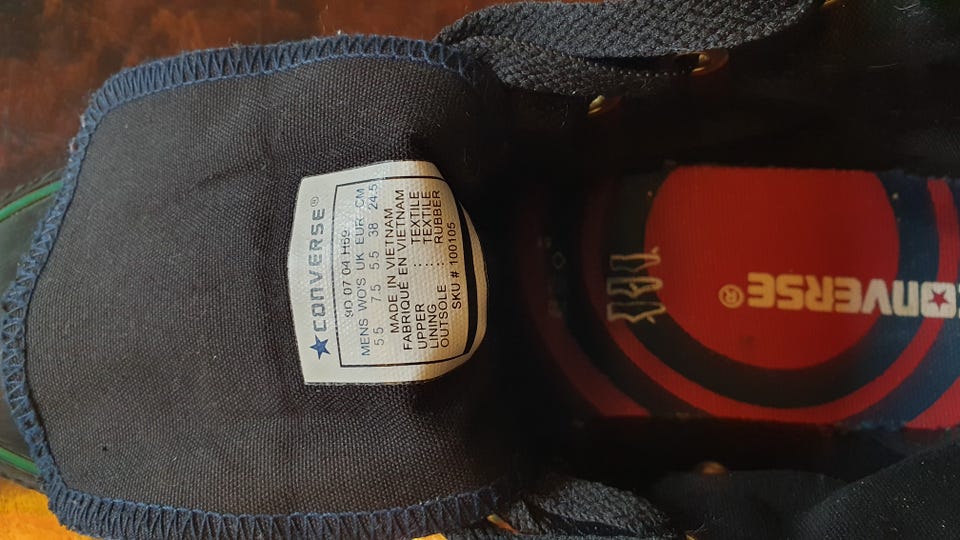 ★CONVERSE®
9D 07 04 H69
MENS WO'S UK EUR CM
5.5 7.5 5.5 38 24.5
MADE IN VIETNAM
FABRIQUÉ EN VIETNAM
UPPER : TEXTILE
LINING : TEXTILE
OUTSOLE : RUBBER
SKU # 100105
CONVERSE®